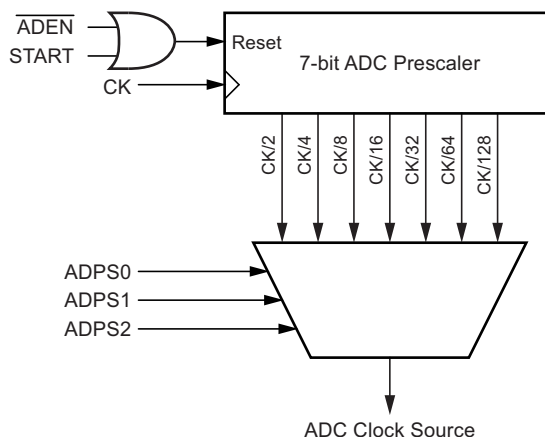 ADEN
START
Reset
7-bit ADC Prescaler
CK
CK/2
CK/4
CK/8
CK/16
CK/32
CK/64
CK/128
ADPS0
ADPS1
ADPS2
ADC Clock Source